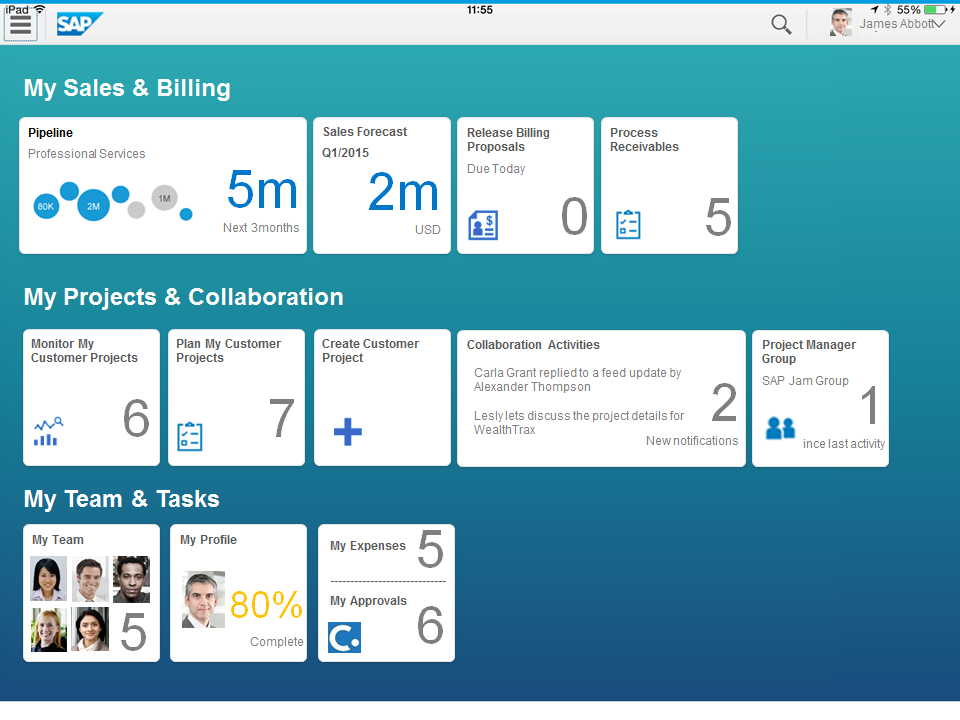 iPad
11:55
55%
SAP
James Abbott
My Sales & Billing
Pipeline
Professional Services
80K
2M
1M
5m
Next 3months
Sales Forecast
Q1/2015
2m
USD
Release Billing
Proposals
Due Today
0
Process
Receivables
5
My Projects & Collaboration
Monitor My
Customer Projects
6
Plan My Customer
Projects
7
Create Customer
Project
Collaboration Activities
Carla Grant replied to a feed update by
Alexander Thompson
Lesly lets discuss the project details for
WealthTrax
2
New notifications
Project Manager
Group
SAP Jam Group
1
ince last activity
My Team & Tasks
My Team
5
My Profile
80%
Complete
My Expenses
5
My Approvals
6